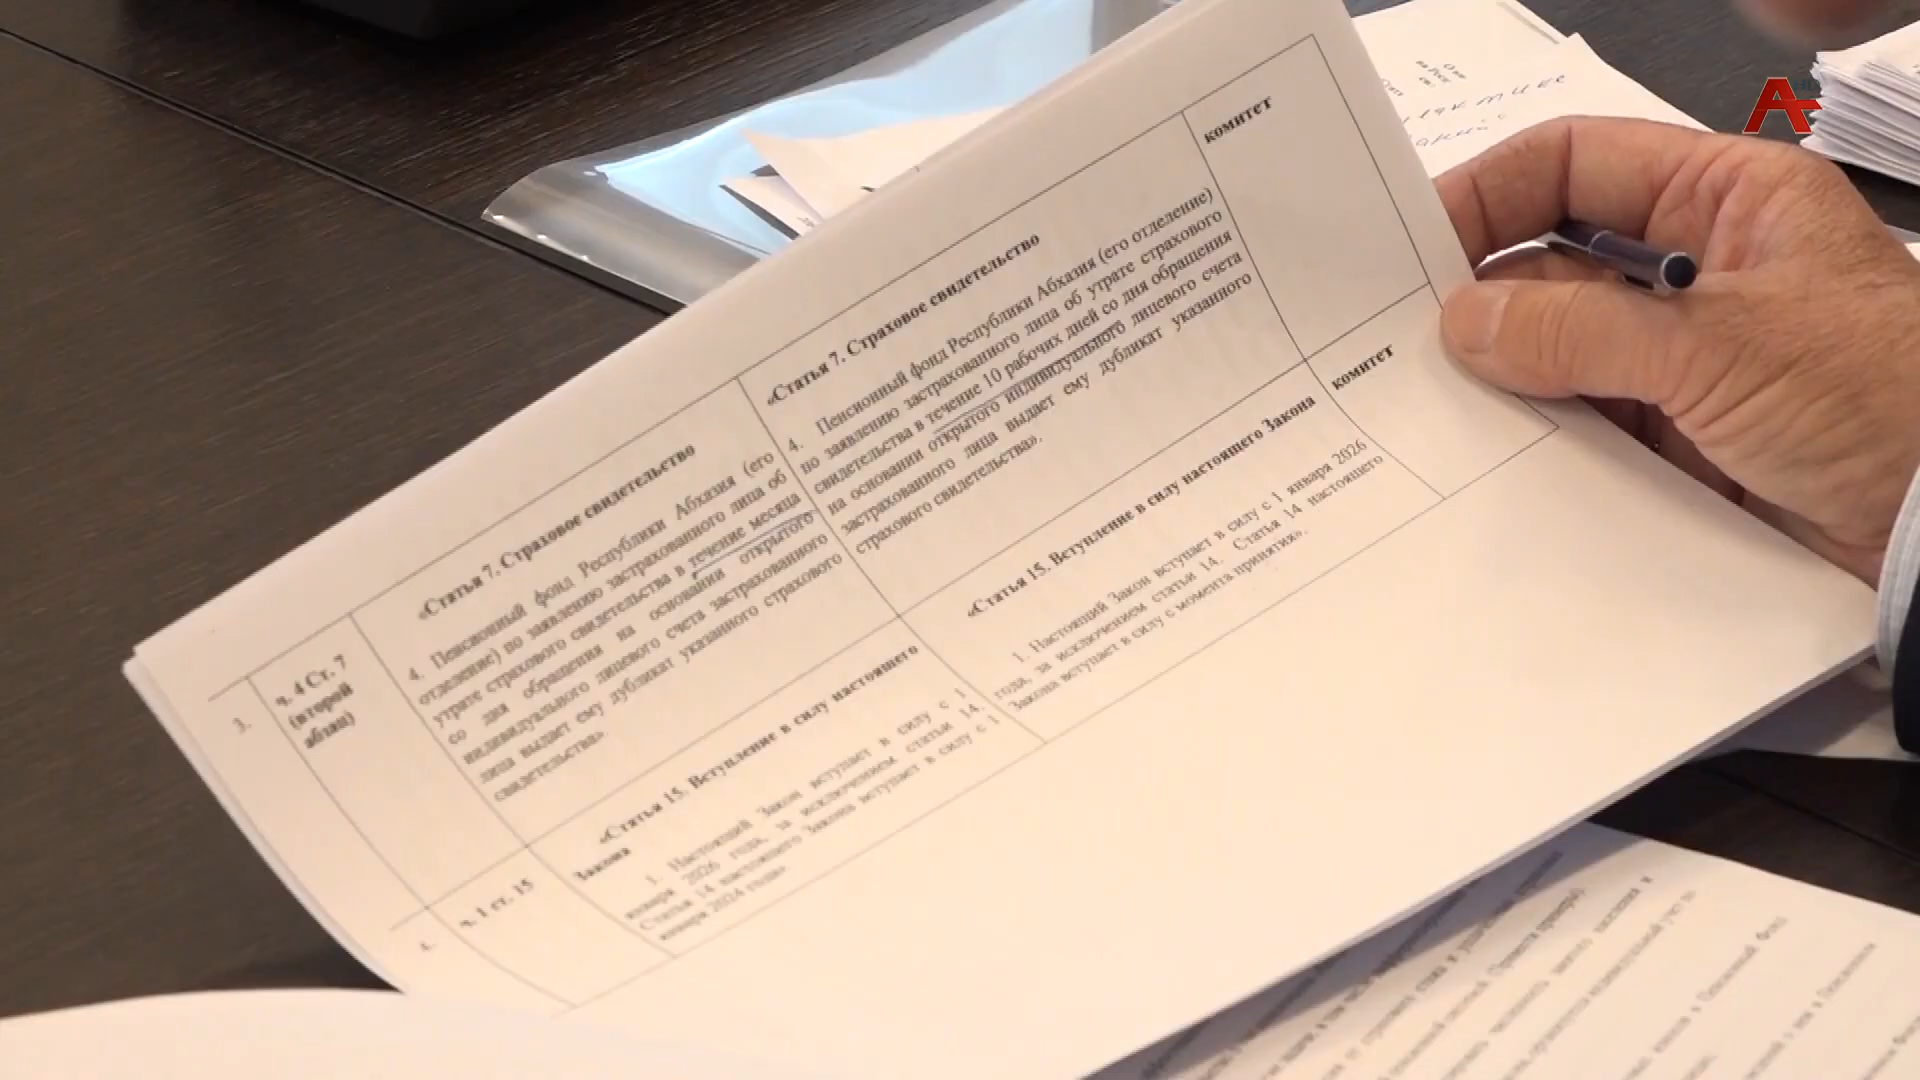 3.
ч. 4 Ст. 7
(второй
абзац)
«Статья 7. Страховое свидетельство
4. Пенсионный фонд Республики Абхазия (его
отделение) по заявлению застрахованного лица об
утрате страхового свидетельства в течение месяца
со дня обращения на основании открытого
индивидуального лицевого счета застрахованного
лица выдает ему дубликат указанного страхового
свидетельства»
«Статья 7. Страховое свидетельство
4. Пенсионный фонд Республики Абхазия (его отделение)
по заявлению застрахованного лица об утрате страхового
свидетельства в течение 10 рабочих дней со дня обращения
на основании открытого индивидуального лицевого счета
застрахованного лица выдает ему дубликат указанного
страхового свидетельства».
комитет
4.
ч. 1 ст. 15
«Статья 15. Вступление в силу настоящего
Закона
1. Настоящий Закон вступает в силу с 1
января 2026 года, за исключением статьи 14.
Статья 14 настоящего Закона вступает в силу с 1
января 2024 года».
«Статья 15. Вступление в силу настоящего Закона
1. Настоящий Закон вступает в силу с 1 января 2026
года, за исключением статьи 14. Статья 14 настоящего
Закона вступает в силу с момента принятия».
комитет